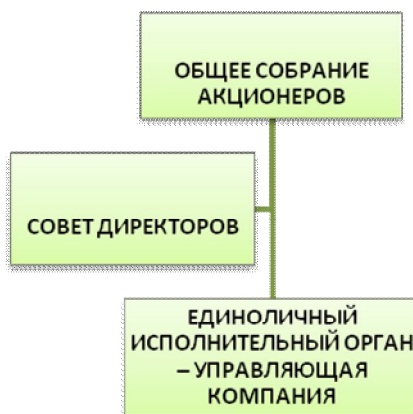 ОБЩЕЕ СОБРАНИЕ
АКЦИОНЕРОВ
СОВЕТ ДИРЕКТОРОВ
ЕДИНОЛИЧНЫЙ
ИСПОЛНИТЕЛЬНЫЙ ОРГАН
– УПРАВЛЯЮЩАЯ
КОМПАНИЯ